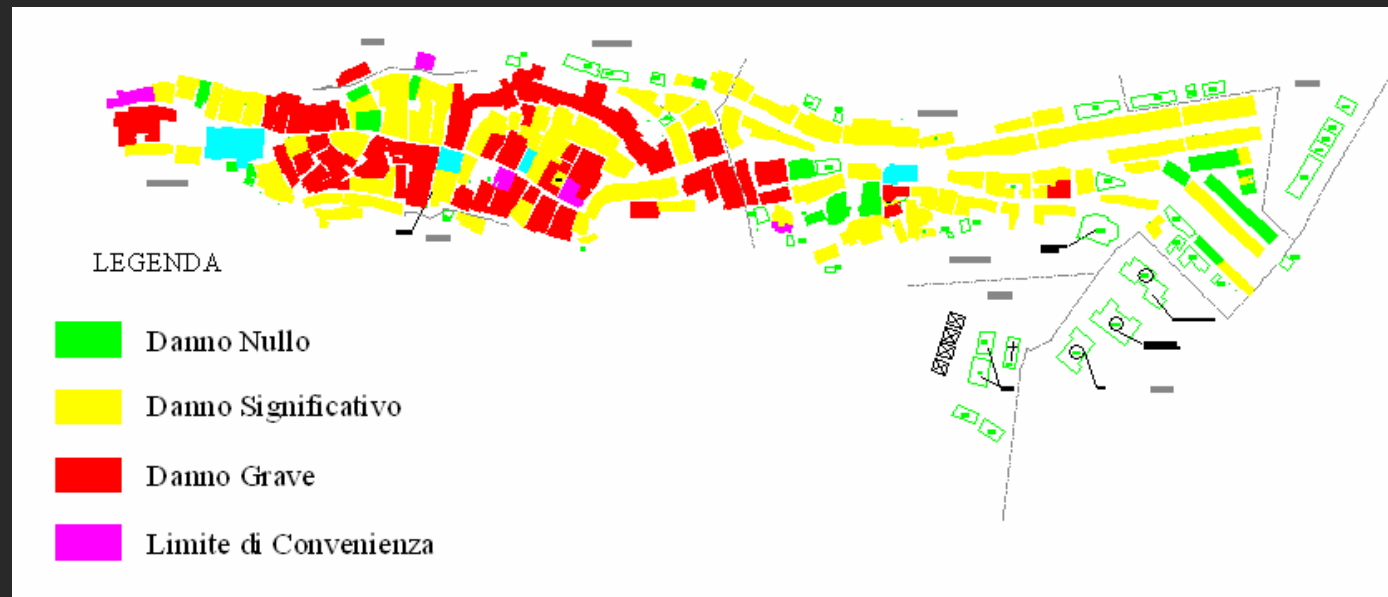 LEGENDA
Danno Nullo
Danno Significativo
Danno Grave
Limite di Convenienza